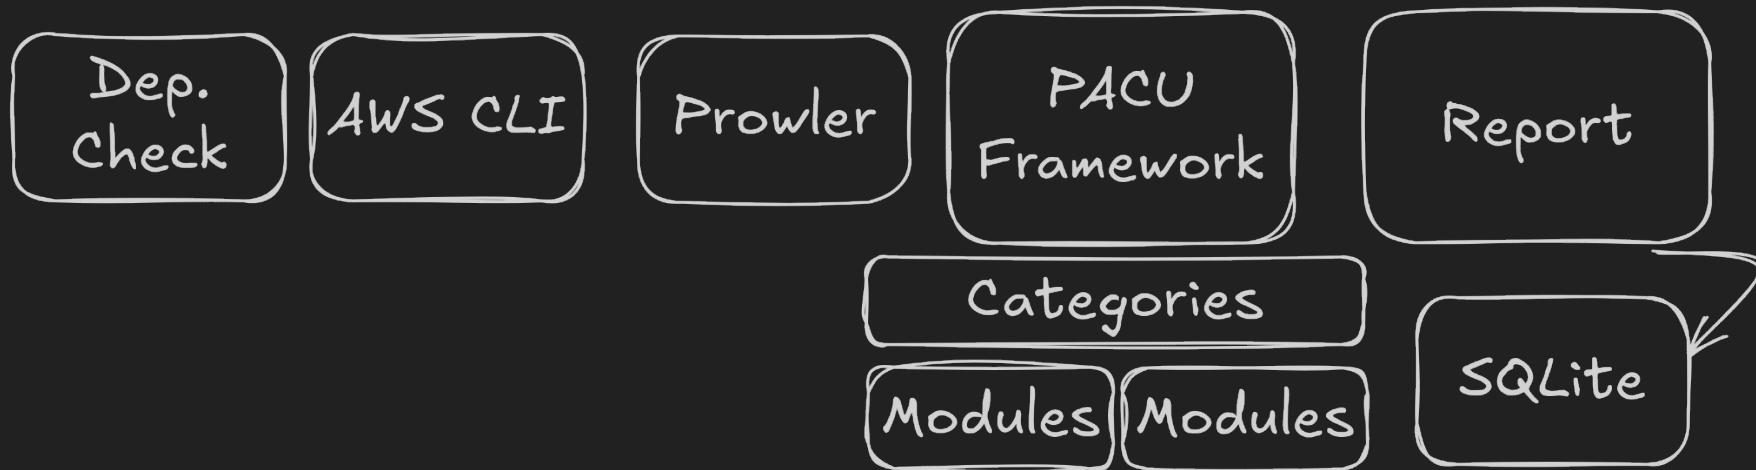 Dep.
Check
AWS CLI
Prowler
PACU
Framework
Report
Categories
Modules
Modules
SQLite